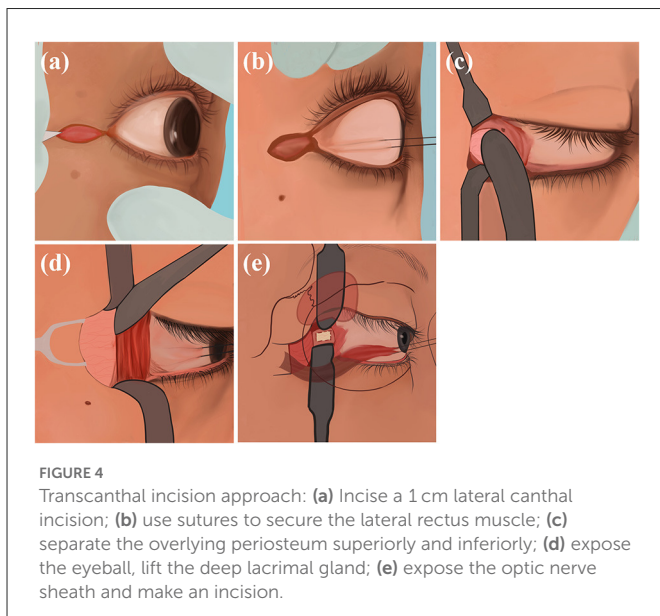 (a)
(b)
(c)
(d)
(e)
FIGURE 4
Transcanthal incision approach: (a) Incise a 1 cm lateral canthal
incision; (b) use sutures to secure the lateral rectus muscle; (c)
separate the overlying periosteum superiorly and inferiorly; (d) expose
the eyeball, lift the deep lacrimal gland; (e) expose the optic nerve
sheath and make an incision.